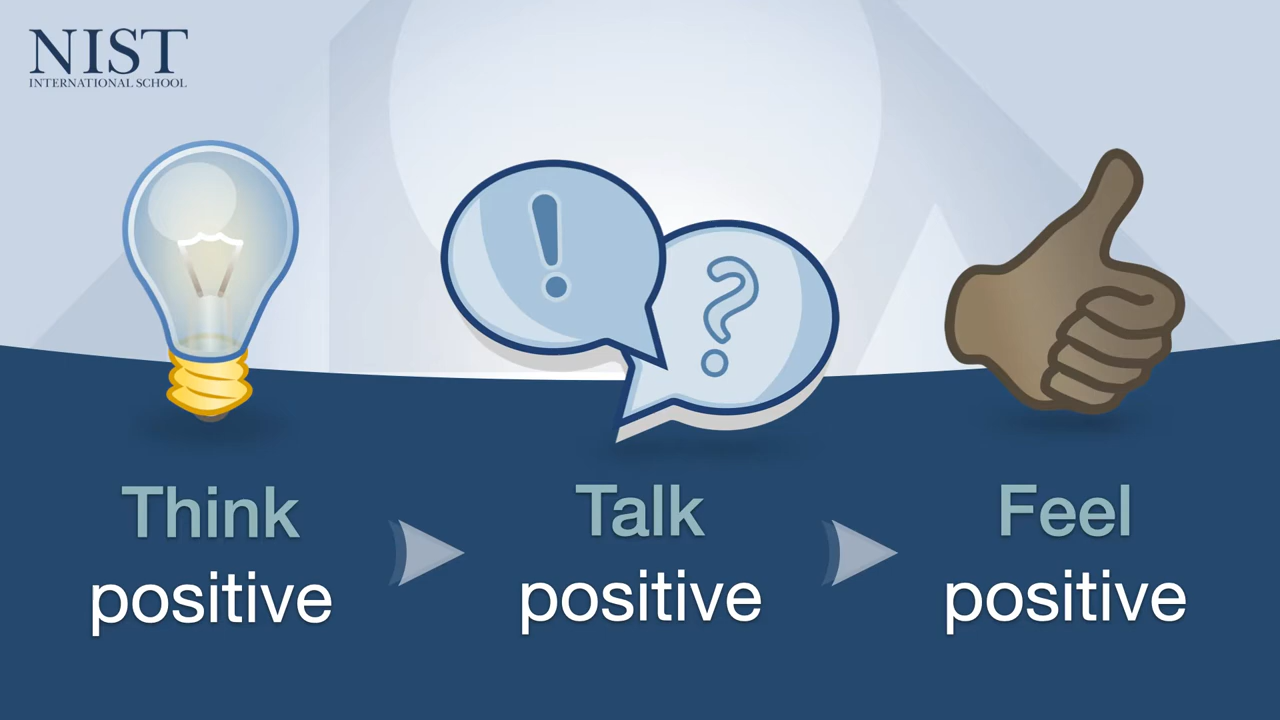 NIST
INTERNATIONAL SCHOOL
!
?
Think
positive
Talk
positive
Feel
positive